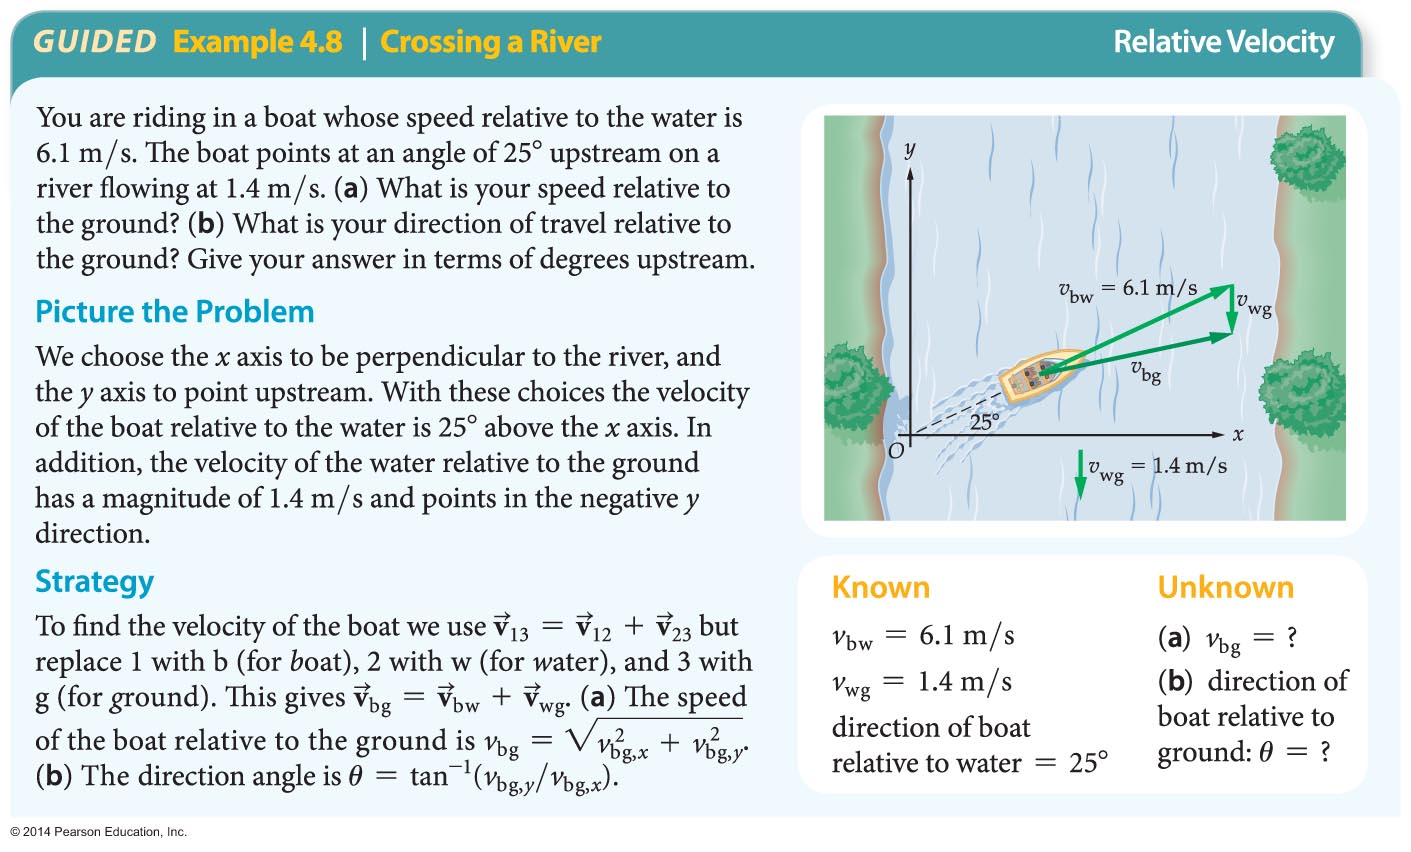 GUIDED Example 4.8 | Crossing a River
Relative Velocity
You are riding in a boat whose speed relative to the water is
6.1 m/s. The boat points at an angle of 25° upstream on a
river flowing at 1.4 m/s. (a) What is your speed relative to
the ground? (b) What is your direction of travel relative to
the ground? Give your answer in terms of degrees upstream.
Picture the Problem
We choose the x axis to be perpendicular to the river, and
the y axis to point upstream. With these choices the velocity
of the boat relative to the water is 25° above the x axis. In
addition, the velocity of the water relative to the ground
has a magnitude of 1.4 m/s and points in the negative y
direction.
Strategy
To find the velocity of the boat we use v⃗13 = v⃗12 + v⃗23 but
replace 1 with b (for boat), 2 with w (for water), and 3 with
g (for ground). This gives v⃗bg = v⃗bw + v⃗wg. (a) The speed
of the boat relative to the ground is vbg = √(v²bg,x + v²bg,y).
(b) The direction angle is θ = tan⁻¹(vbg,y/vbg,x).
y
vbw = 6.1 m/s
vwg
vbg
25°
O
x
vwg = 1.4 m/s
Known
vbw = 6.1 m/s
vwg = 1.4 m/s
direction of boat
relative to water = 25°
Unknown
(a) vbg = ?
(b) direction of
boat relative to
ground: θ = ?
© 2014 Pearson Education, Inc.